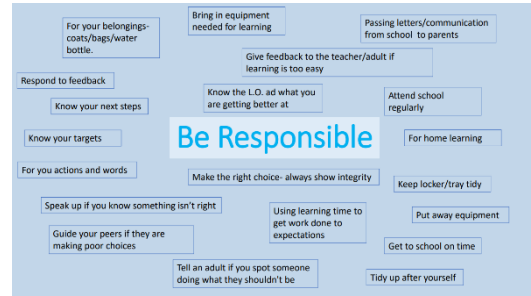 For your belongings-
coats/bags/water
bottle.
Bring in equipment
needed for learning
Passing letters/communication
from school to parents
Give feedback to the teacher/adult if
learning is too easy
Respond to feedback
Know your next steps
Know the L.O. ad what you
are getting better at
Attend school
regularly
Know your targets
Be Responsible
For home learning
For you actions and words
Make the right choice- always show integrity
Keep locker/tray tidy
Speak up if you know something isn't right
Using learning time to
get work done to
expectations
Put away equipment
Guide your peers if they are
making poor choices
Get to school on time
Tell an adult if you spot someone
doing what they shouldn't be
Tidy up after yourself